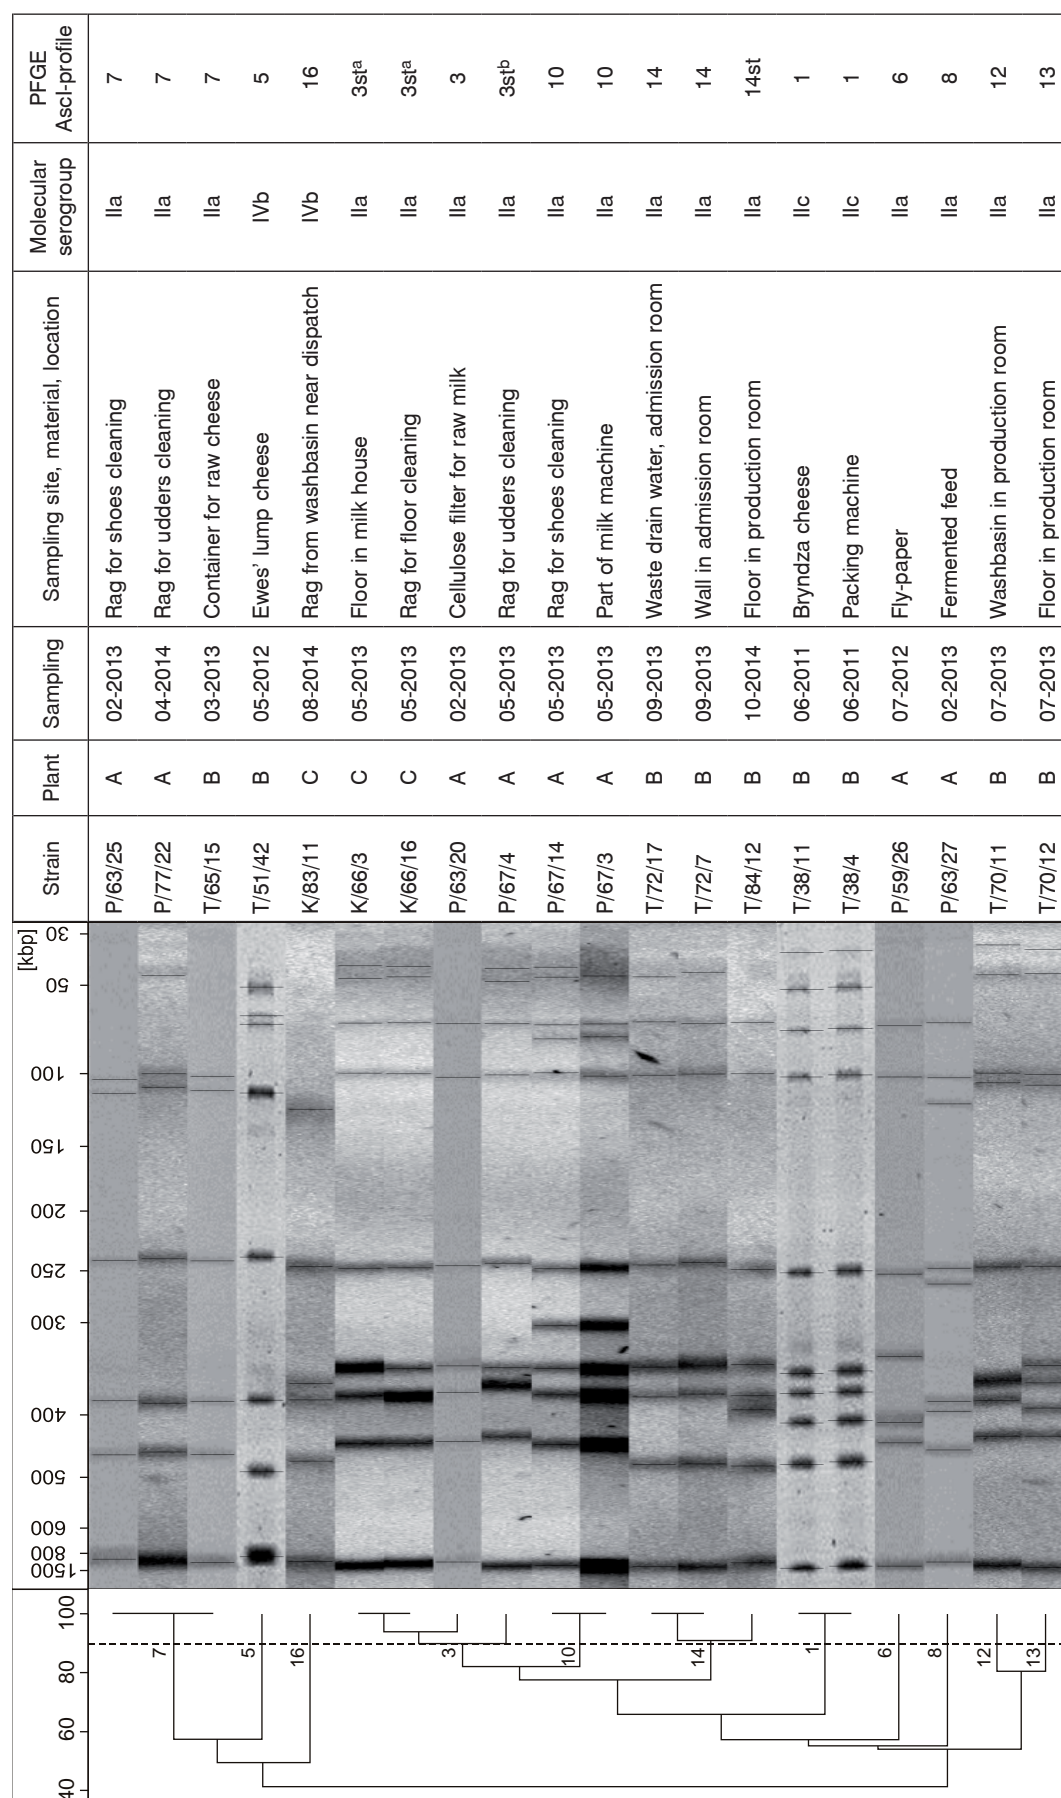 Strain Plant Sampling Sampling site, material, location Molecular serogroup PFGE AscI-profile
P/63/25 A 02-2013 Rag for shoes cleaning IIa 7
P/77/22 A 04-2014 Rag for udders cleaning IIa 7
T/65/15 B 03-2013 Container for raw cheese IIa 7
T/51/42 B 05-2012 Ewes’ lump cheese IVb 5
K/83/11 C 08-2014 Rag from washbasin near dispatch IVb 16
K/66/3 C 05-2013 Floor in milk house IIa 3stᵃ
K/66/16 C 05-2013 Rag for floor cleaning IIa 3stᵃ
P/63/20 A 02-2013 Cellulose filter for raw milk IIa 3
P/67/4 A 05-2013 Rag for udders cleaning IIa 3stᵇ
P/67/14 A 05-2013 Rag for shoes cleaning IIa 10
P/67/3 A 05-2013 Part of milk machine IIa 10
T/72/17 B 09-2013 Waste drain water, admission room IIa 14
T/72/7 B 09-2013 Wall in admission room IIa 14
T/84/12 B 10-2014 Floor in production room IIa 14st
T/38/11 B 06-2011 Bryndza cheese IIc 1
T/38/4 B 06-2011 Packing machine IIc 1
P/59/26 A 07-2012 Fly-paper IIa 6
P/63/27 A 02-2013 Fermented feed IIa 8
T/70/11 B 07-2013 Washbasin in production room IIa 12
T/70/12 B 07-2013 Floor in production room IIa 13
40 60 80 100
1500 800 600 500 400 300 250 200 150 100 50 30 [kbp]
7
5
16
3
10
14
1
6
8
12
13